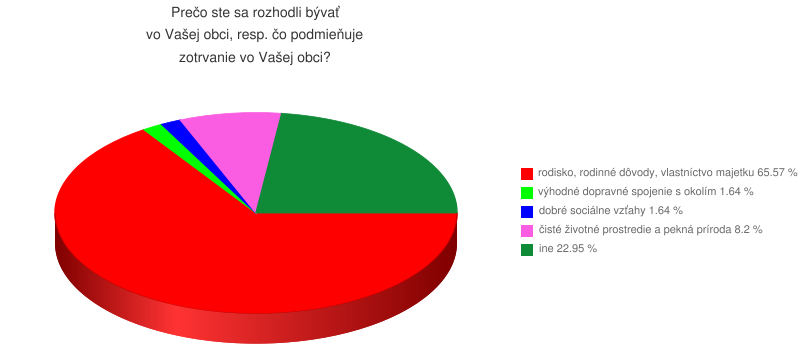 Prečo ste sa rozhodli bývať
vo Vašej obci, resp. čo podmieňuje
zotrvanie vo Vašej obci?
rodisko, rodinné dôvody, vlastníctvo majetku 65.57 %
výhodné dopravné spojenie s okolím 1.64 %
dobré sociálne vzťahy 1.64 %
čisté životné prostredie a pekná príroda 8.2 %
ine 22.95 %